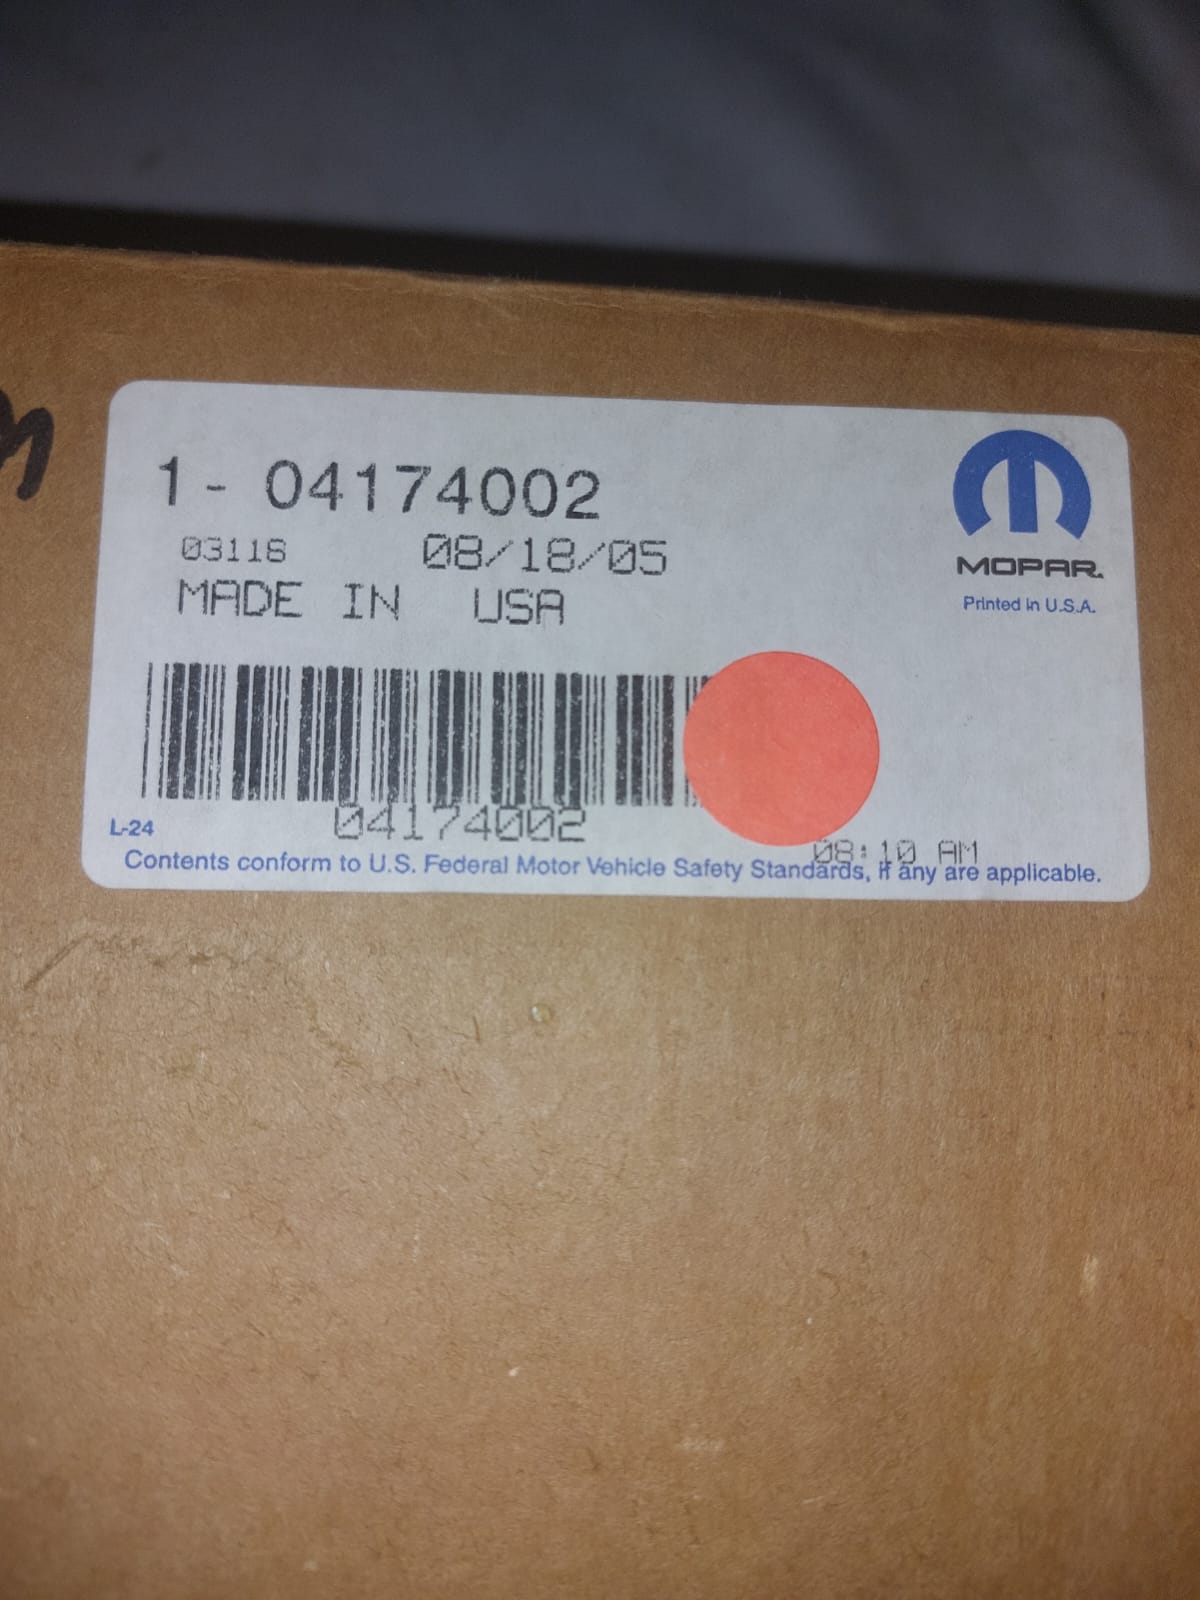 1 - 04174002
03118 08/18/05
MADE IN USA
MOPAR.
Printed in U.S.A.
04174002
L-24
08:10 AM
Contents conform to U.S. Federal Motor Vehicle Safety Standards, if any are applicable.